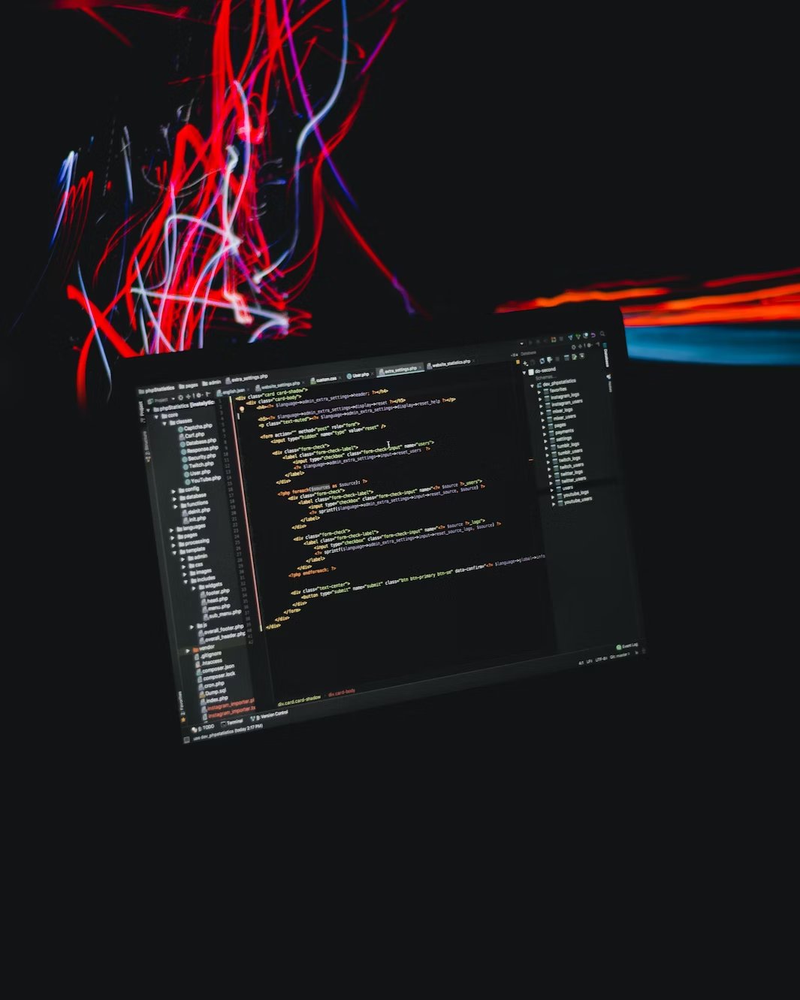 phpStatistics pages admin extra_settings.php
Project
english.json website_settings.php custom.css User.php extra_settings.php website_statistics.php
phpStatistics
core
classes
Captcha.php
Curl.php
Database.php
Response.php
Security.php
Twitch.php
User.php
YouTube.php
config
database
functions
deinit.php
init.php
languages
pages
processing
template
admin
css
images
includes
widgets
footer.php
head.php
menu.php
sub_menu.php
js
overall_footer.php
overall_header.php
vendor
.gitignore
.htaccess
composer.json
composer.lock
cron.php
Dump.sql
index.php
<div class="card card-shadow">
<div class="card-body">
<h4><?= $language->admin_extra_settings->header; ?></h4>
<h5><?= $language->admin_extra_settings->display->reset ?></h5>
<p class="text-muted"><?= $language->admin_extra_settings->display->reset_help ?></p>
<form action="" method="post" role="form">
<input type="hidden" name="type" value="reset" />
<div class="form-check">
<label class="form-check-label">
<input type="checkbox" class="form-check-input" name="users">
<?= $language->admin_extra_settings->input->reset_users ?>
</label>
</div>
<?php foreach($sources as $source): ?>
<div class="form-check">
<label class="form-check-label">
<input type="checkbox" class="form-check-input" name="<?= $source ?>_users">
<?= sprintf($language->admin_extra_settings->input->reset_source, $source) ?>
</label>
</div>
<div class="form-check">
<label class="form-check-label">
<input type="checkbox" class="form-check-input" name="<?= $source ?>_logs">
<?= sprintf($language->admin_extra_settings->input->reset_source_logs, $source) ?>
</label>
</div>
<?php endforeach; ?>
<div class="text-center">
<button type="submit" name="submit" class="btn btn-primary btn-sm" data-confirm="<?= $language->global->info
</div>
</form>
</div>
</div>
div.card.card-shadow div.card-body
Database
do-second
Schemas
dev_phpstatistics
favorites
instagram_logs
instagram_users
mixer_logs
mixer_users
pages
payments
settings
tumblr_logs
tumblr_users
twitch_logs
twitch_users
twitter_logs
twitter_users
users
youtube_logs
youtube_users
6: TODO Terminal 9: Version Control
Event Log
use dev_phpstatistics (today 2:17 PM)
UTF-8 Git: master